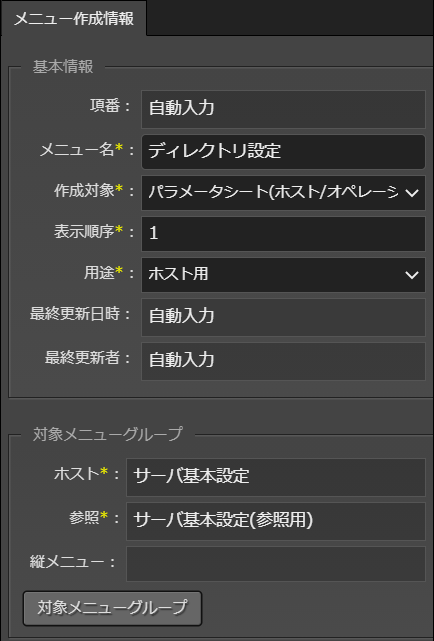 メニュー作成情報
基本情報
項番： 自動入力
メニュー名*： ディレクトリ設定
作成対象*： パラメータシート(ホスト/オペレーシ
表示順序*： 1
用途*： ホスト用
最終更新日時： 自動入力
最終更新者： 自動入力
対象メニューグループ
ホスト*： サーバ基本設定
参照*： サーバ基本設定(参照用)
縦メニュー：
対象メニューグループ